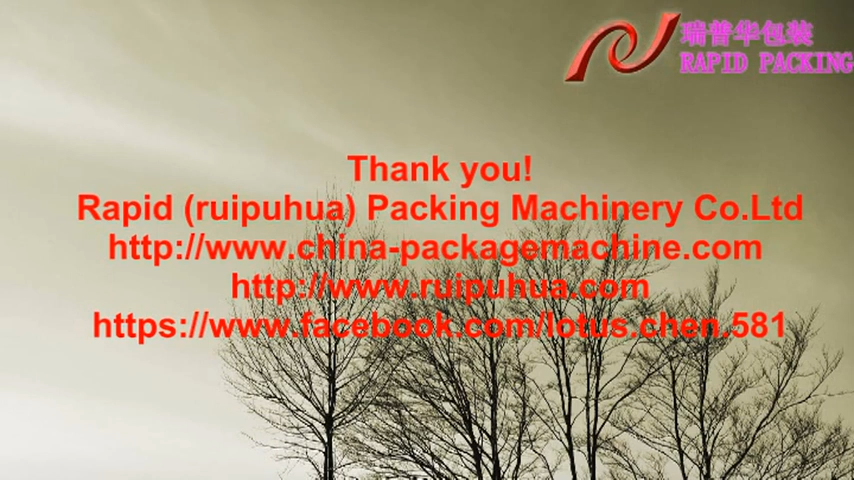 瑞普华包装
RAPID PACKING
Thank you!
Rapid (ruipuhua) Packing Machinery Co.Ltd
http://www.china-packagemachine.com
http://www.ruipuhua.com
https://www.facebook.com/lotus.chen.581